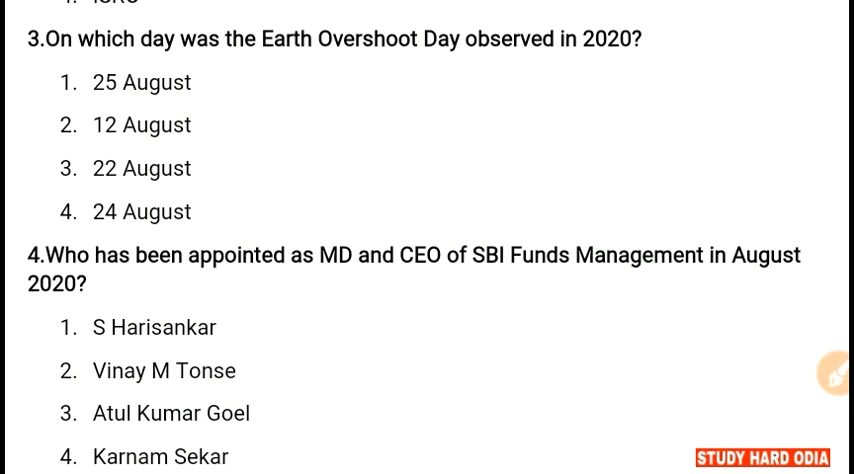 3.On which day was the Earth Overshoot Day observed in 2020?
1. 25 August
2. 12 August
3. 22 August
4. 24 August
4.Who has been appointed as MD and CEO of SBI Funds Management in August
2020?
1. S Harisankar
2. Vinay M Tonse
3. Atul Kumar Goel
4. Karnam Sekar
STUDY HARD ODIA